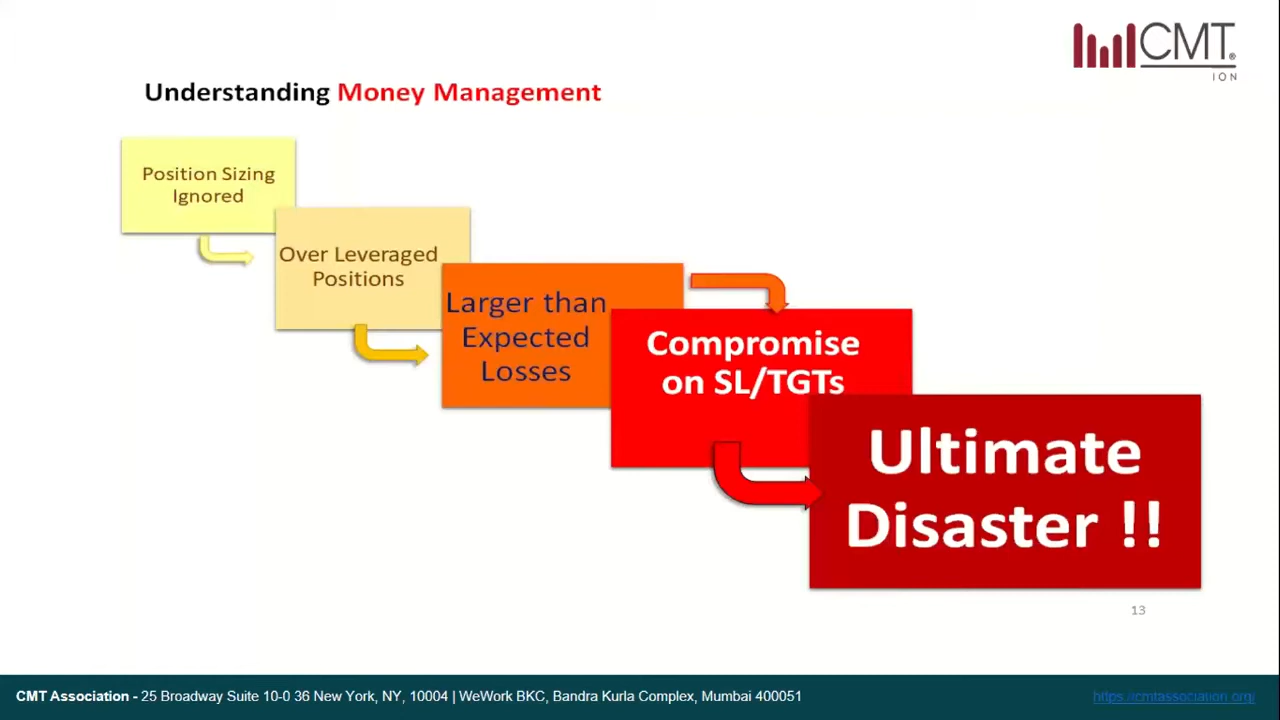 CMT®
ION
Understanding Money Management
Position Sizing
Ignored
Over Leveraged
Positions
Larger than
Expected
Losses
Compromise
on SL/TGTs
Ultimate
Disaster !!
13
CMT Association - 25 Broadway Suite 10-0 36 New York, NY, 10004 | WeWork BKC, Bandra Kurla Complex, Mumbai 400051
https://cmtassociation.org/